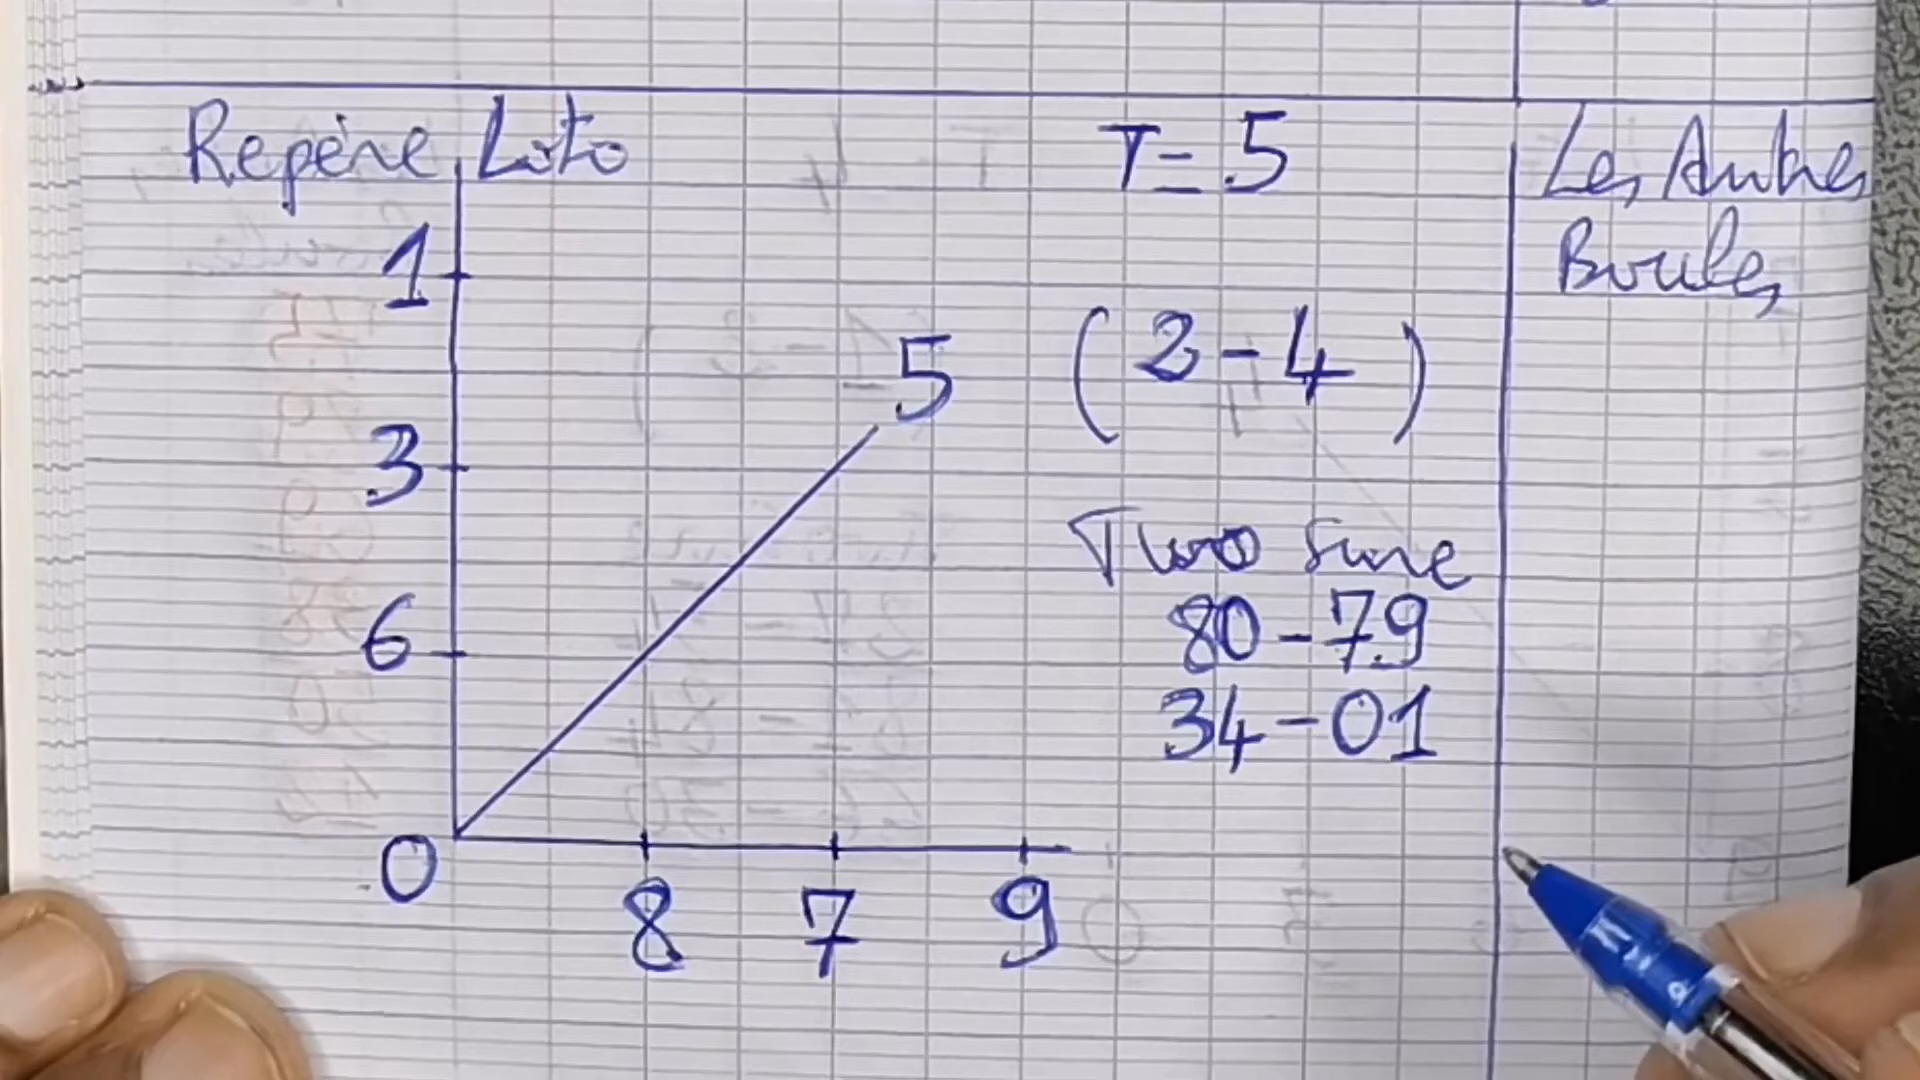 Repère Loto
T = 5
1
5
(2-4)
3
Two Sure
6
80-79
34-01
0
8 7 9
Les Autres
Boules